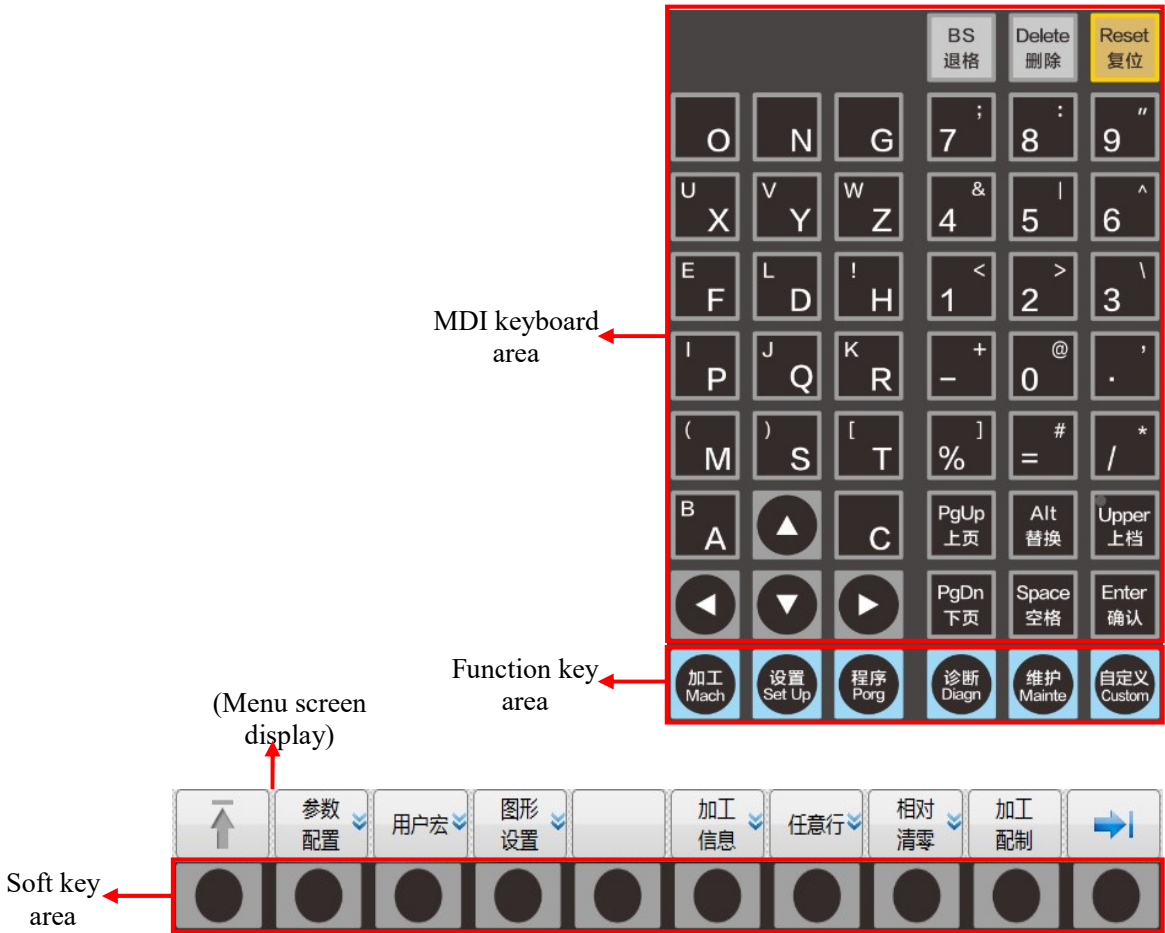 BS Delete Reset
退格 删除 复位
; : "
O N G 7 8 9
U V W & | ^
X Y Z 4 5 6
E L ! < > \
F D H 1 2 3
I J K + @ ,
P Q R - 0 .
( ) [ ] # *
M S T % = /
B PgUp Alt Upper
A ▲ C 上页 替换 上档
PgDn Space Enter
◀ ▼ ▶ 下页 空格 确认
MDI keyboard
area
加工 设置 程序 诊断 维护 自定义
Mach Set Up Porg Diagn Mainte Custom
Function key
area
(Menu screen
display)
参数 用户宏 图形 加工 任意行 相对 加工
配置 设置 信息 清零 配制
Soft key
area